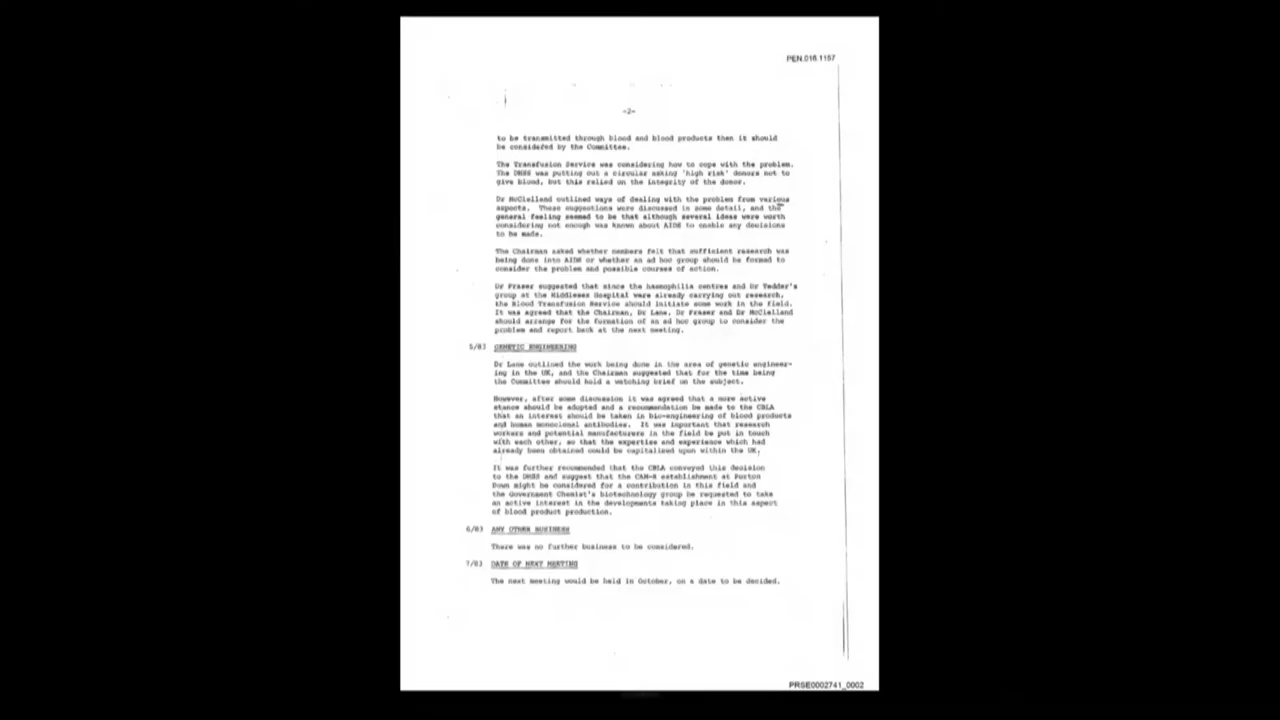 PEN.016.1157
-2-
to be transmitted through blood and blood products then it should
be considered by the Committee.
The Transfusion Service was considering how to cope with the problem.
The DHSS was putting out a circular asking 'high risk' donors not to
give blood, but this relied on the integrity of the donor.
Dr McClelland outlined ways of dealing with the problem from various
aspects. These suggestions were discussed in some detail, and the
general feeling seemed to be that although several ideas were worth
considering not enough was known about AIDS to enable any decisions
to be made.
The Chairman asked whether members felt that sufficient research was
being done into AIDS or whether an ad hoc group should be formed to
consider the problem and possible courses of action.
Dr Fraser suggested that since the haemophilia centres and Dr Tedder's
group at the Middlesex Hospital were already carrying out research,
the Blood Transfusion Service should initiate some work in the field.
It was agreed that the Chairman, Dr Lane, Dr Fraser and Dr McClelland
should arrange for the formation of an ad hoc group to consider the
problem and report back at the next meeting.
5/83 GENETIC ENGINEERING
Dr Lane outlined the work being done in the area of genetic engineer-
ing in the UK, and the Chairman suggested that for the time being
the Committee should hold a watching brief on the subject.
However, after some discussion it was agreed that a more active
stance should be adopted and a recommendation be made to the CBLA
that an interest should be taken in bio-engineering of blood products
and human monoclonal antibodies. It was important that research
workers and potential manufacturers in the field be put in touch
with each other, so that the expertise and experience which had
already been obtained could be capitalised upon within the UK.
It was further recommended that the CBLA conveyed this decision
to the DHSS and suggest that the CAM-R establishment at Porton
Down might be considered for a contribution in this field and
the Government Chemist's biotechnology group be requested to take
an active interest in the developments taking place in this aspect
of blood product production.
6/83 ANY OTHER BUSINESS
There was no further business to be considered.
7/83 DATE OF NEXT MEETING
The next meeting would be held in October, on a date to be decided.
PRSE0002741_0002